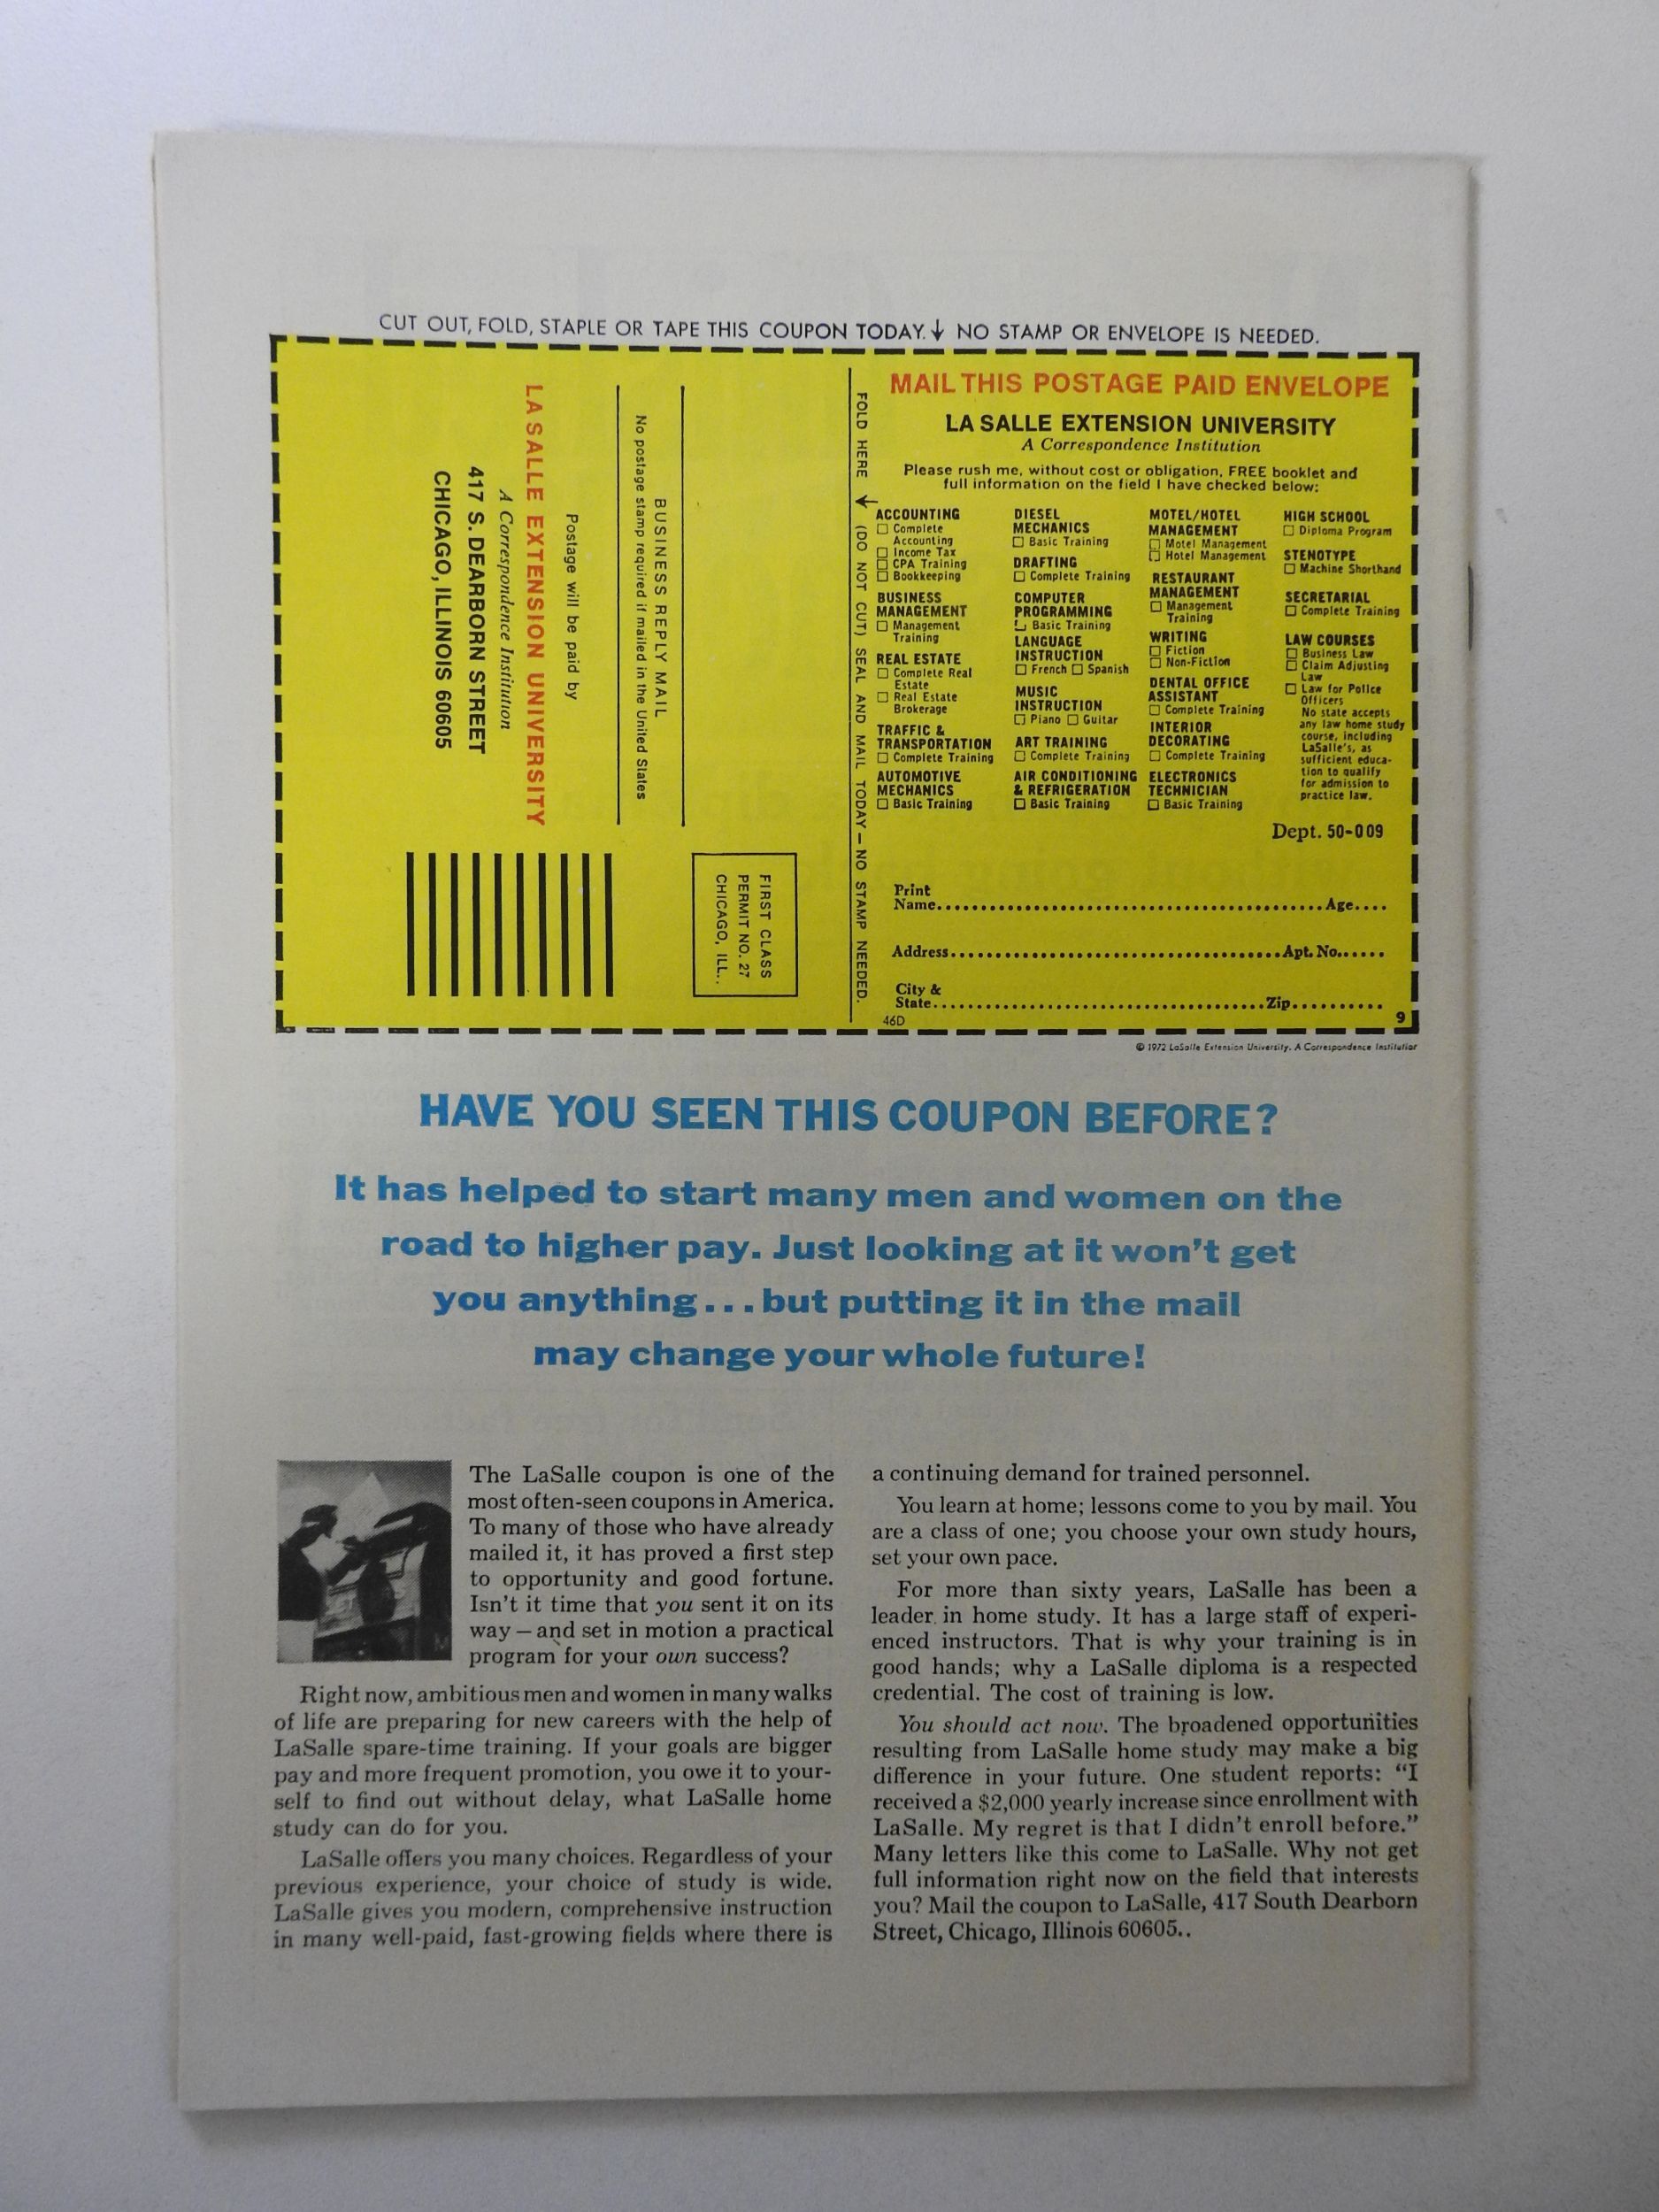 CUT OUT, FOLD, STAPLE OR TAPE THIS COUPON TODAY. ↓ NO STAMP OR ENVELOPE IS NEEDED.
LA SALLE EXTENSION UNIVERSITY
A Correspondence Institution
417 S. DEARBORN STREET
CHICAGO, ILLINOIS 60605
Postage will be paid by
No postage stamp required if mailed in the United States
BUSINESS REPLY MAIL
FIRST CLASS
PERMIT NO. 27
CHICAGO, ILL..
FOLD HERE ↓ (DO NOT CUT) SEAL AND MAIL TODAY — NO STAMP NEEDED.
MAIL THIS POSTAGE PAID ENVELOPE
LA SALLE EXTENSION UNIVERSITY
A Correspondence Institution
Please rush me, without cost or obligation, FREE booklet and
full information on the field I have checked below:
ACCOUNTING
☐ Complete
Accounting
☐ Income Tax
☐ CPA Training
☐ Bookkeeping
BUSINESS
MANAGEMENT
☐ Management
Training
REAL ESTATE
☐ Complete Real
Estate
☐ Real Estate
Brokerage
TRAFFIC &
TRANSPORTATION
☐ Complete Training
AUTOMOTIVE
MECHANICS
☐ Basic Training
DIESEL
MECHANICS
☐ Basic Training
DRAFTING
☐ Complete Training
COMPUTER
PROGRAMMING
☐ Basic Training
LANGUAGE
INSTRUCTION
☐ French ☐ Spanish
MUSIC
INSTRUCTION
☐ Piano ☐ Guitar
ART TRAINING
☐ Complete Training
AIR CONDITIONING
& REFRIGERATION
☐ Basic Training
MOTEL/HOTEL
MANAGEMENT
☐ Motel Management
☐ Hotel Management
RESTAURANT
MANAGEMENT
☐ Management
Training
WRITING
☐ Fiction
☐ Non-Fiction
DENTAL OFFICE
ASSISTANT
☐ Complete Training
INTERIOR
DECORATING
☐ Complete Training
ELECTRONICS
TECHNICIAN
☐ Basic Training
HIGH SCHOOL
☐ Diploma Program
STENOTYPE
☐ Machine Shorthand
SECRETARIAL
☐ Complete Training
LAW COURSES
☐ Business Law
☐ Claim Adjusting
Law
☐ Law for Police
Officers
No state accepts
any law home study
course, including
LaSalle's, as
sufficient educa-
tion to qualify
for admission to
practice law.
Dept. 50-009
Print
Name.............................................Age....
Address.......................................Apt. No......
City &
State.......................................Zip..........
46D
9
© 1972 LaSalle Extension University. A Correspondence Institution
HAVE YOU SEEN THIS COUPON BEFORE?
It has helped to start many men and women on the
road to higher pay. Just looking at it won't get
you anything...but putting it in the mail
may change your whole future!
The LaSalle coupon is one of the
most often-seen coupons in America.
To many of those who have already
mailed it, it has proved a first step
to opportunity and good fortune.
Isn't it time that you sent it on its
way — and set in motion a practical
program for your own success?
Right now, ambitious men and women in many walks
of life are preparing for new careers with the help of
LaSalle spare-time training. If your goals are bigger
pay and more frequent promotion, you owe it to your-
self to find out without delay, what LaSalle home
study can do for you.
LaSalle offers you many choices. Regardless of your
previous experience, your choice of study is wide.
LaSalle gives you modern, comprehensive instruction
in many well-paid, fast-growing fields where there is
a continuing demand for trained personnel.
You learn at home; lessons come to you by mail. You
are a class of one; you choose your own study hours,
set your own pace.
For more than sixty years, LaSalle has been a
leader in home study. It has a large staff of experi-
enced instructors. That is why your training is in
good hands; why a LaSalle diploma is a respected
credential. The cost of training is low.
You should act now. The broadened opportunities
resulting from LaSalle home study may make a big
difference in your future. One student reports: "I
received a $2,000 yearly increase since enrollment with
LaSalle. My regret is that I didn't enroll before."
Many letters like this come to LaSalle. Why not get
full information right now on the field that interests
you? Mail the coupon to LaSalle, 417 South Dearborn
Street, Chicago, Illinois 60605..